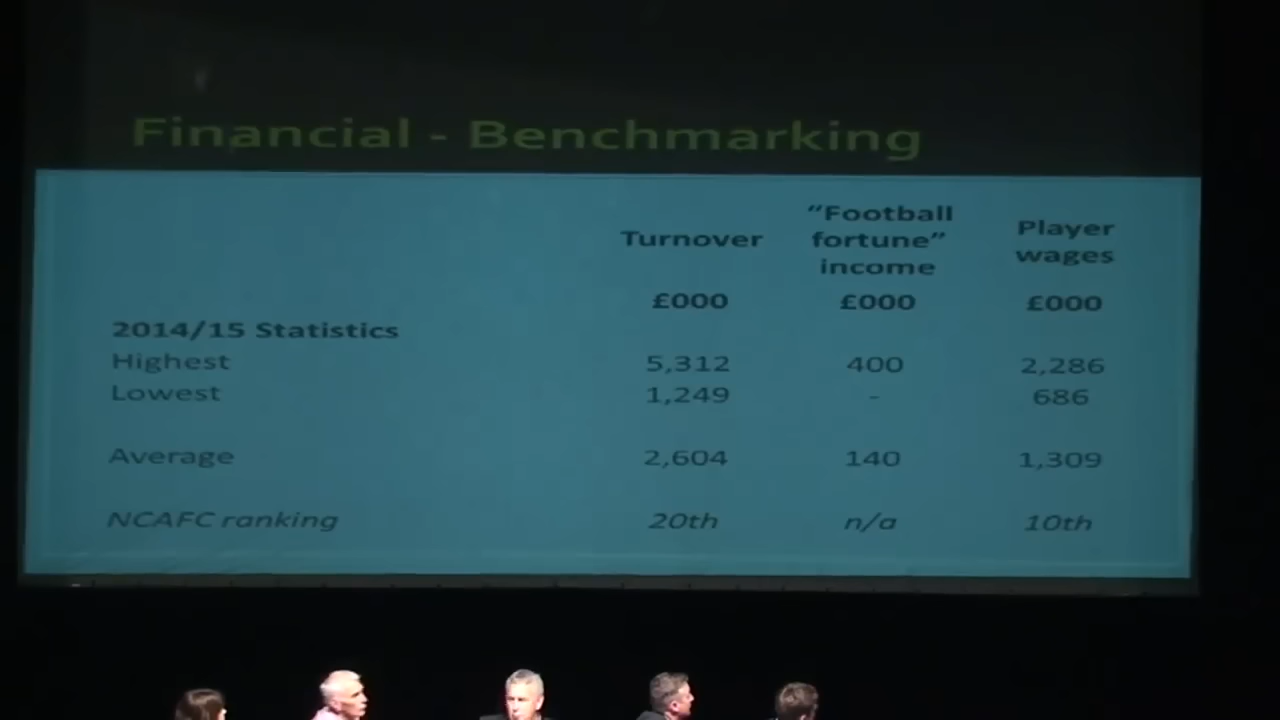 Financial - Benchmarking
Turnover “Football fortune” income Player wages
£000 £000 £000
2014/15 Statistics
Highest 5,312 400 2,286
Lowest 1,249 - 686
Average 2,604 140 1,309
NCAFC ranking 20th n/a 10th